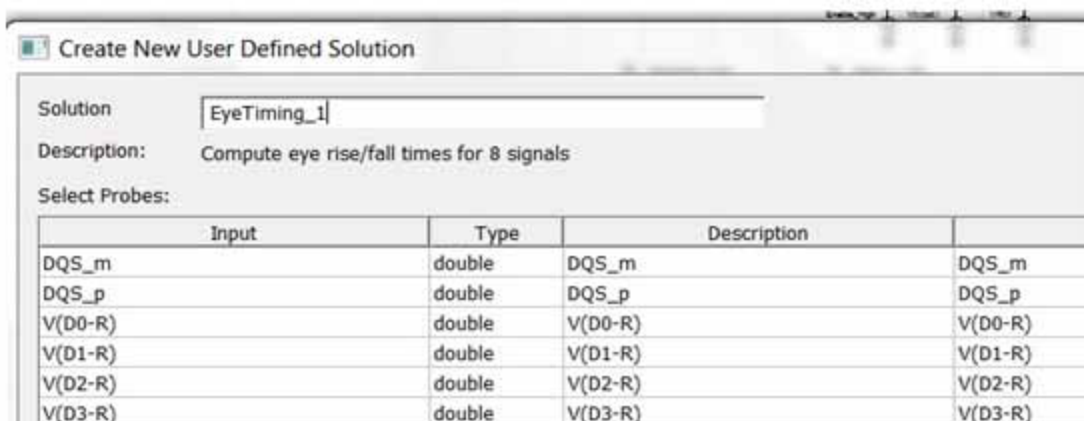 Create New User Defined Solution
Solution EyeTiming_1
Description: Compute eye rise/fall times for 8 signals
Select Probes:
Input Type Description
DQS_m double DQS_m DQS_m
DQS_p double DQS_p DQS_p
V(D0-R) double V(D0-R) V(D0-R)
V(D1-R) double V(D1-R) V(D1-R)
V(D2-R) double V(D2-R) V(D2-R)
V(D3-R) double V(D3-R) V(D3-R)